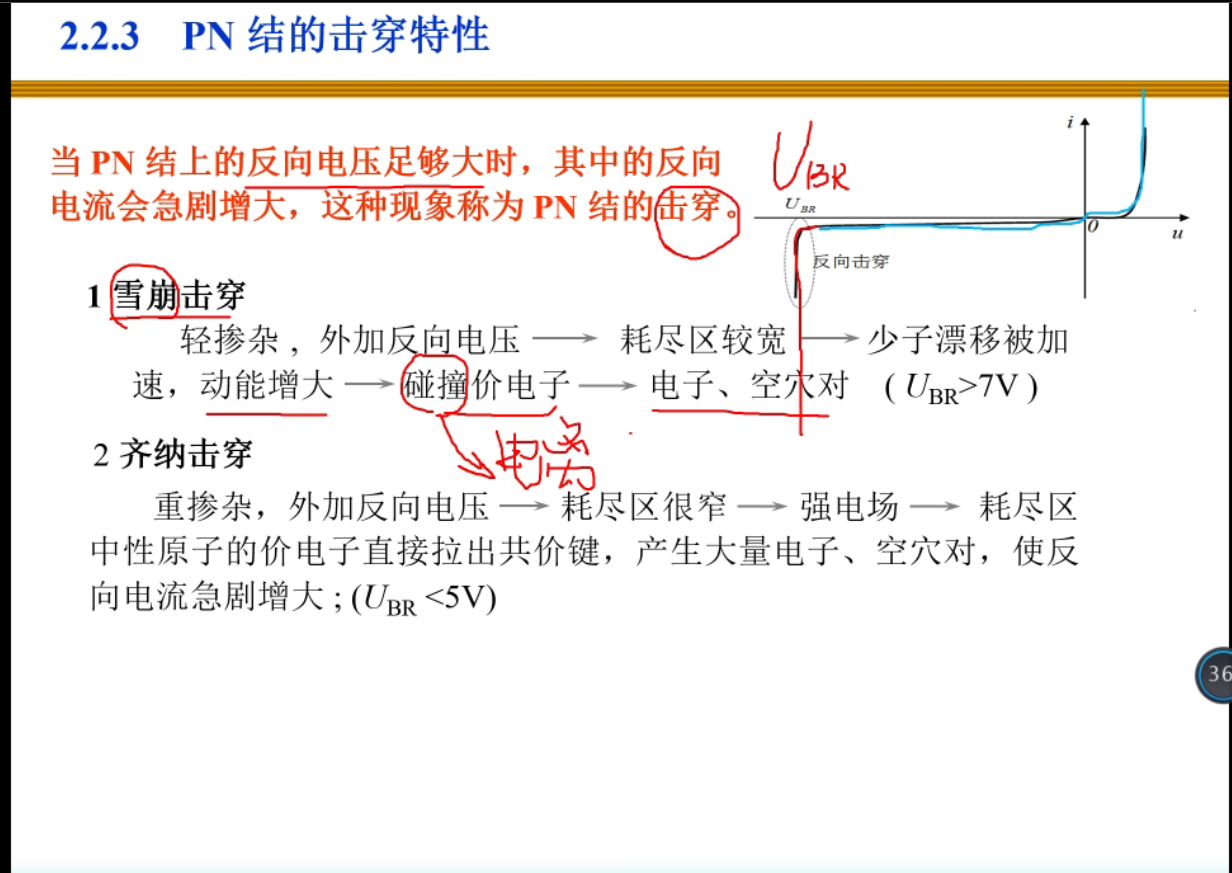 2.2.3 PN 结的击穿特性
当 PN 结上的反向电压足够大时，其中的反向
电流会急剧增大，这种现象称为 PN 结的击穿。
U_BR
i
U_BR
0
u
反向击穿
1 雪崩击穿
轻掺杂，外加反向电压 → 耗尽区较宽 → 少子漂移被加
速，动能增大 → 碰撞价电子 → 电子、空穴对 ( U_BR>7V )
电离
2 齐纳击穿
重掺杂，外加反向电压 → 耗尽区很窄 → 强电场 → 耗尽区
中性原子的价电子直接拉出共价键，产生大量电子、空穴对，使反
向电流急剧增大 ; (U_BR <5V)
36